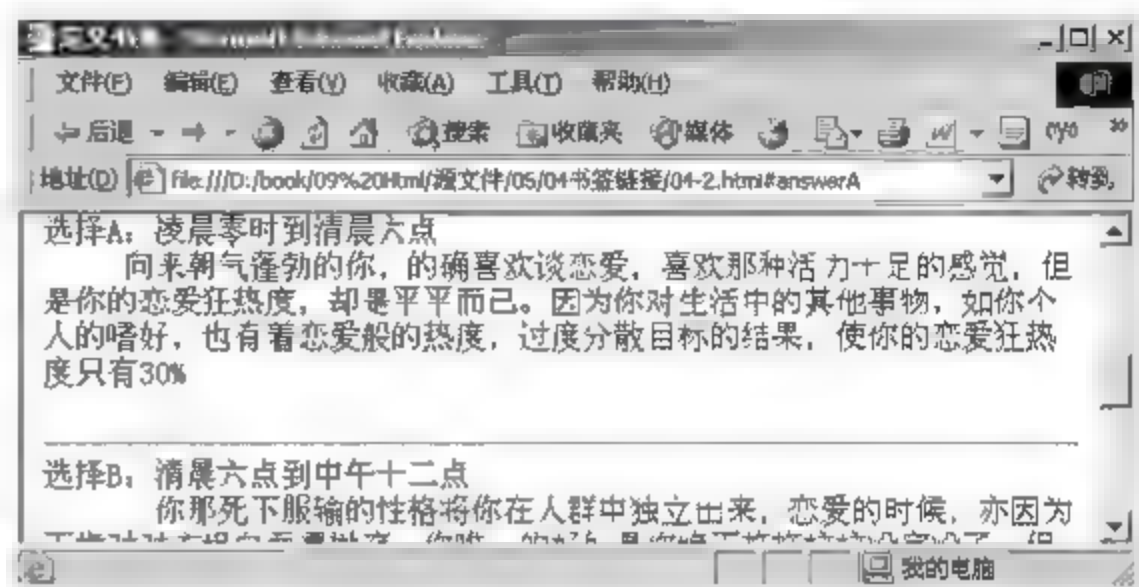 文件(F) 编辑(E) 查看(V) 收藏(A) 工具(T) 帮助(H)
后退 搜索 收藏夹 媒体
地址(D) file:///D:/book/09%20Html/源文件/05/04书签链接/04-2.html#answerA 转到
选择A：凌晨零时到清晨六点
向来朝气蓬勃的你，的确喜欢谈恋爱，喜欢那种活力十足的感觉，但
是你的恋爱狂热度，却是平平而已。因为你对生活中的其他事物，如你个
人的嗜好，也有着恋爱般的热度，过度分散目标的结果，使你的恋爱狂热
度只有30%
选择B：清晨六点到中午十二点
你那死下服输的性格将你在人群中独立出来，恋爱的时候，亦因为
我的电脑